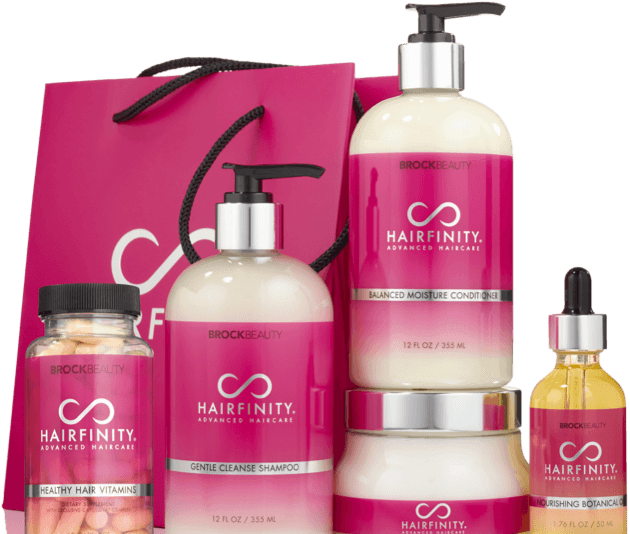 BROCKBEAUTY
HAIRFINITY®
ADVANCED HAIRCARE
BALANCED MOISTURE CONDITIONER
12 FL OZ / 355 ML
BROCKBEAUTY
HAIRFINITY®
ADVANCED HAIRCARE
GENTLE CLEANSE SHAMPOO
12 FL OZ / 355 ML
BROCKBEAUTY
HAIRFINITY®
ADVANCED HAIRCARE
HEALTHY HAIR VITAMINS
DIETARY SUPPLEMENT
HAIRFINITY®
ADVANCED HAIRCARE
BROCKBEAUTY
HAIRFINITY®
ADVANCED HAIRCARE
NOURISHING BOTANICAL O
1.76 FL OZ / 50 ML